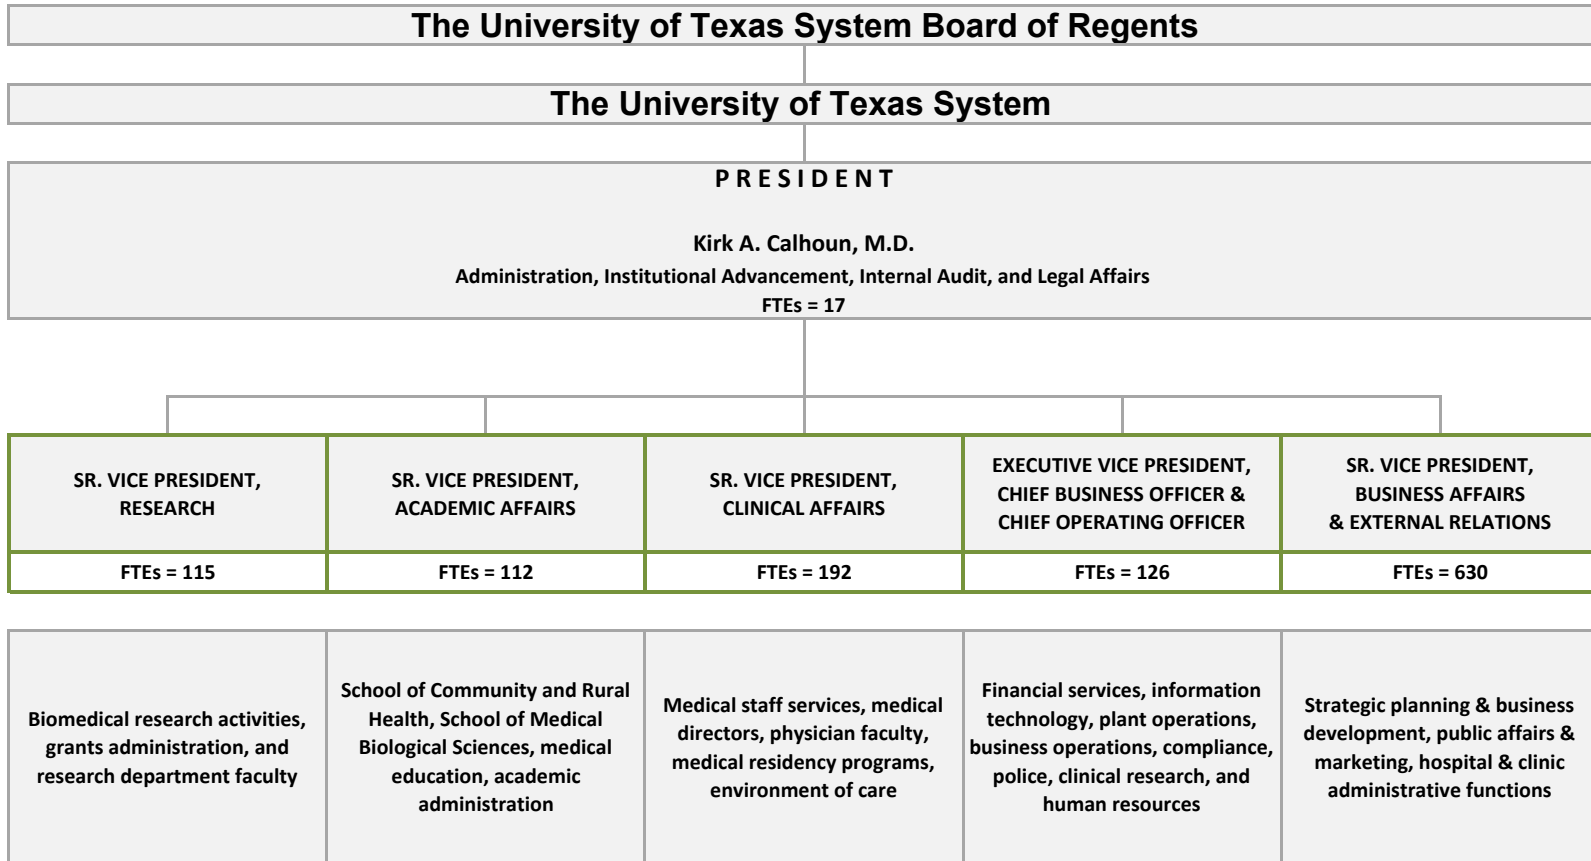 The University of Texas System Board of Regents
The University of Texas System
P R E S I D E N T
Kirk A. Calhoun, M.D.
Administration, Institutional Advancement, Internal Audit, and Legal Affairs
FTEs = 17
SR. VICE PRESIDENT,
RESEARCH
FTEs = 115
SR. VICE PRESIDENT,
ACADEMIC AFFAIRS
FTEs = 112
SR. VICE PRESIDENT,
CLINICAL AFFAIRS
FTEs = 192
EXECUTIVE VICE PRESIDENT,
CHIEF BUSINESS OFFICER &
CHIEF OPERATING OFFICER
FTEs = 126
SR. VICE PRESIDENT,
BUSINESS AFFAIRS
& EXTERNAL RELATIONS
FTEs = 630
Biomedical research activities,
grants administration, and
research department faculty
School of Community and Rural
Health, School of Medical
Biological Sciences, medical
education, academic
administration
Medical staff services, medical
directors, physician faculty,
medical residency programs,
environment of care
Financial services, information
technology, plant operations,
business operations, compliance,
police, clinical research, and
human resources
Strategic planning & business
development, public affairs &
marketing, hospital & clinic
administrative functions